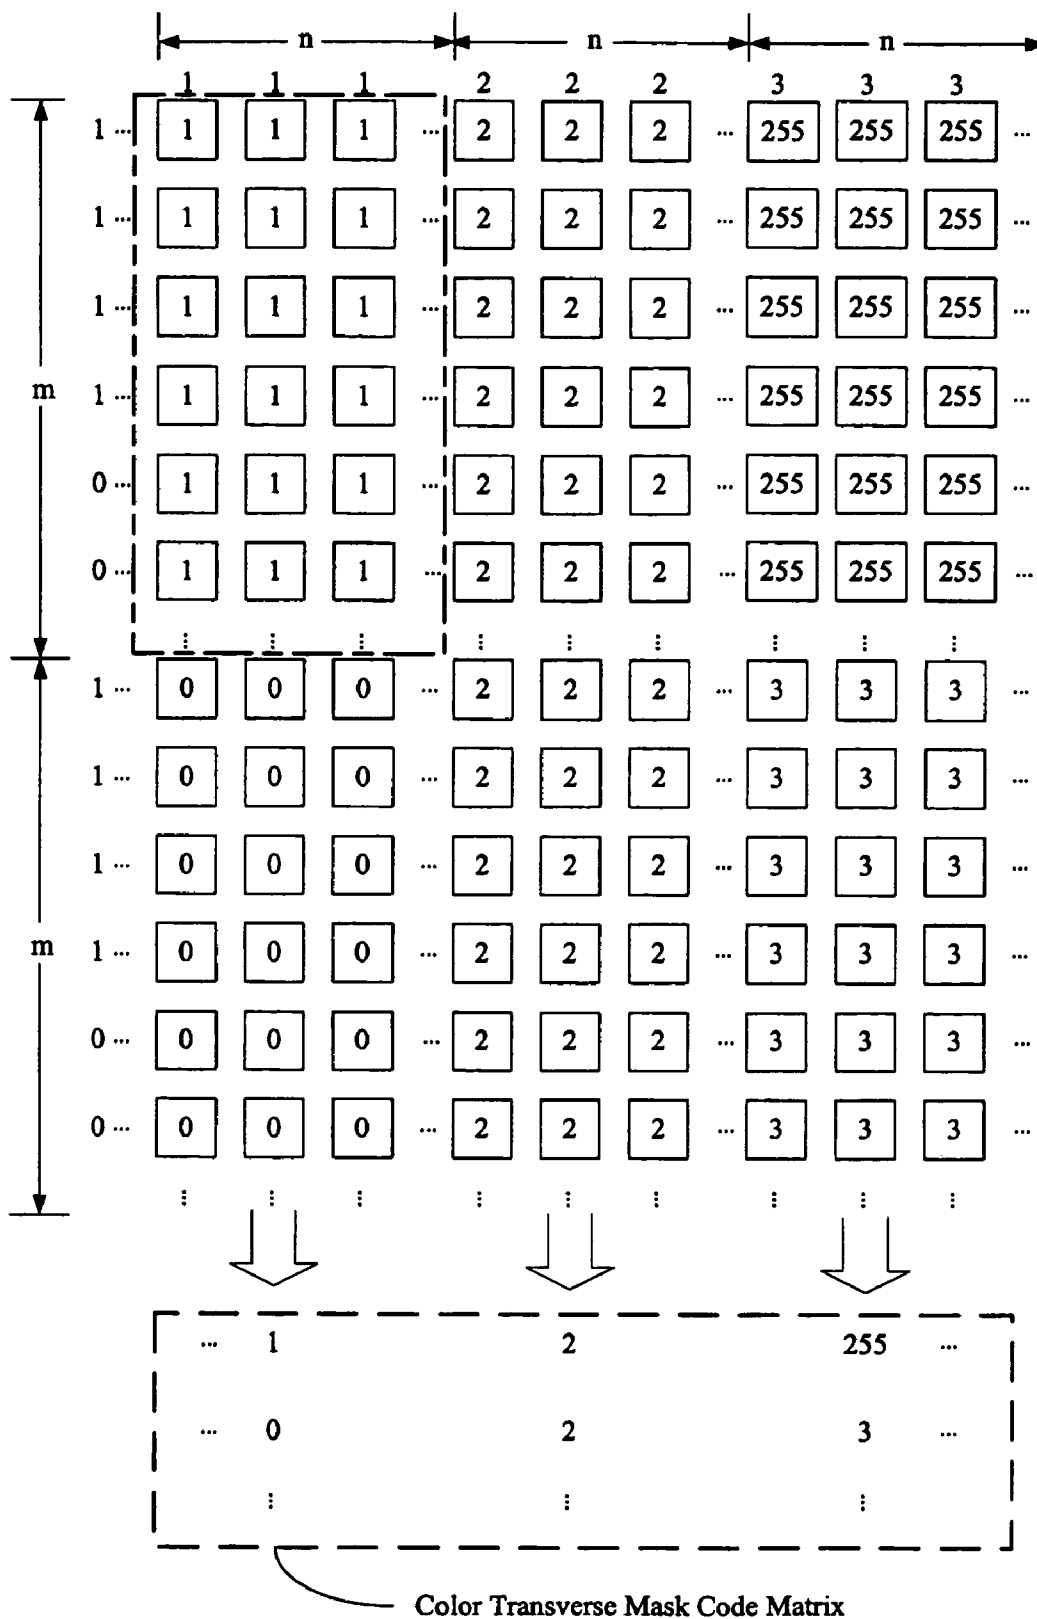 n n n
1 1 1 2 2 2 3 3 3
1 ... 1 1 1 ... 2 2 2 ... 255 255 255 ...
1 ... 1 1 1 ... 2 2 2 ... 255 255 255 ...
1 ... 1 1 1 ... 2 2 2 ... 255 255 255 ...
m 1 ... 1 1 1 ... 2 2 2 ... 255 255 255 ...
0 ... 1 1 1 ... 2 2 2 ... 255 255 255 ...
0 ... 1 1 1 ... 2 2 2 ... 255 255 255 ...
⋮ ⋮ ⋮ ⋮ ⋮ ⋮ ⋮ ⋮ ⋮
1 ... 0 0 0 ... 2 2 2 ... 3 3 3 ...
1 ... 0 0 0 ... 2 2 2 ... 3 3 3 ...
1 ... 0 0 0 ... 2 2 2 ... 3 3 3 ...
m 1 ... 0 0 0 ... 2 2 2 ... 3 3 3 ...
0 ... 0 0 0 ... 2 2 2 ... 3 3 3 ...
0 ... 0 0 0 ... 2 2 2 ... 3 3 3 ...
⋮ ⋮ ⋮ ⋮ ⋮ ⋮ ⋮ ⋮ ⋮
... 1 2 255 ...
... 0 2 3 ...
⋮ ⋮ ⋮
Color Transverse Mask Code Matrix